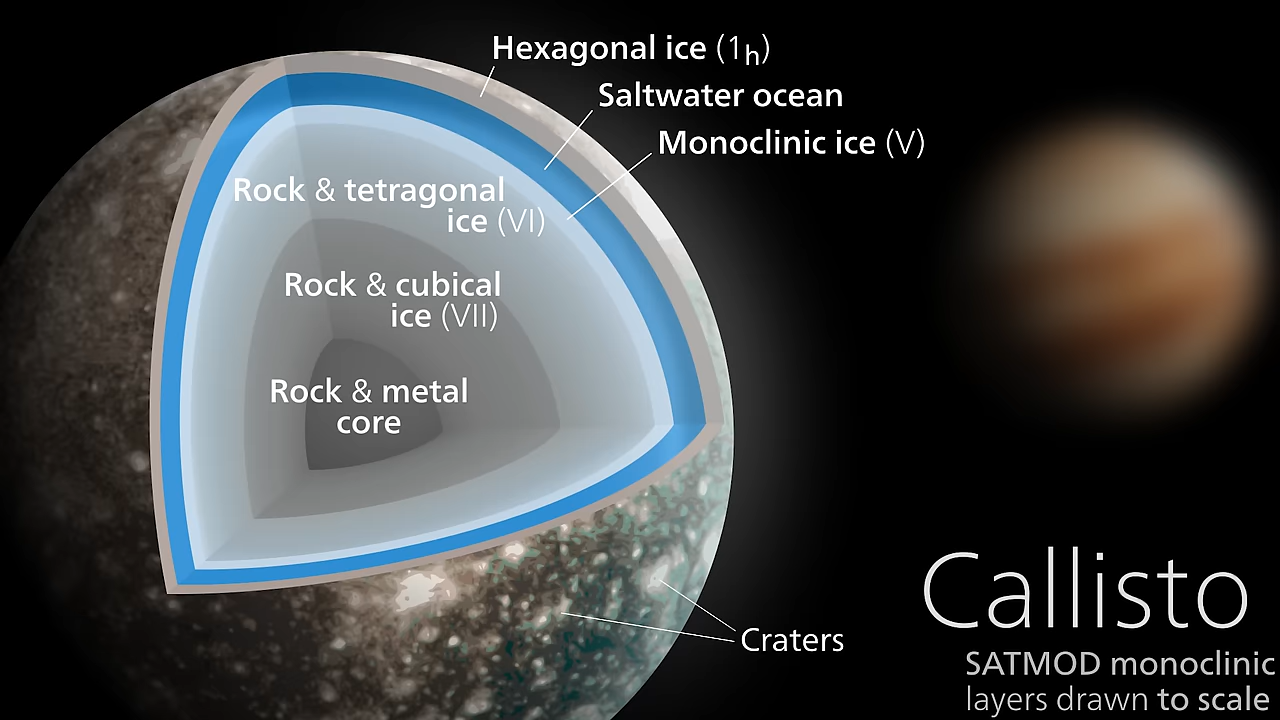 Hexagonal ice (1h)
Saltwater ocean
Monoclinic ice (V)
Rock & tetragonal
ice (VI)
Rock & cubical
ice (VII)
Rock & metal
core
Craters
Callisto
SATMOD monoclinic
layers drawn to scale